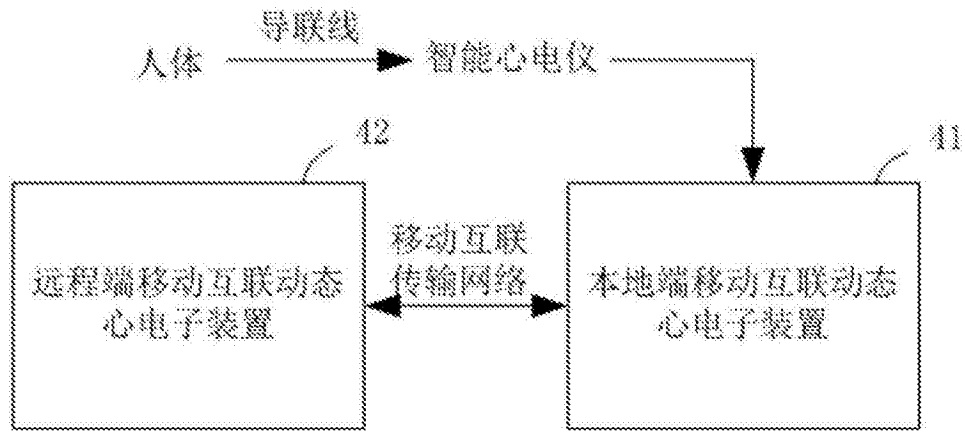 导联线
人体
智能心电仪
42
41
远程端移动互联动态
心电子装置
移动互联
传输网络
本地端移动互联动态
心电子装置